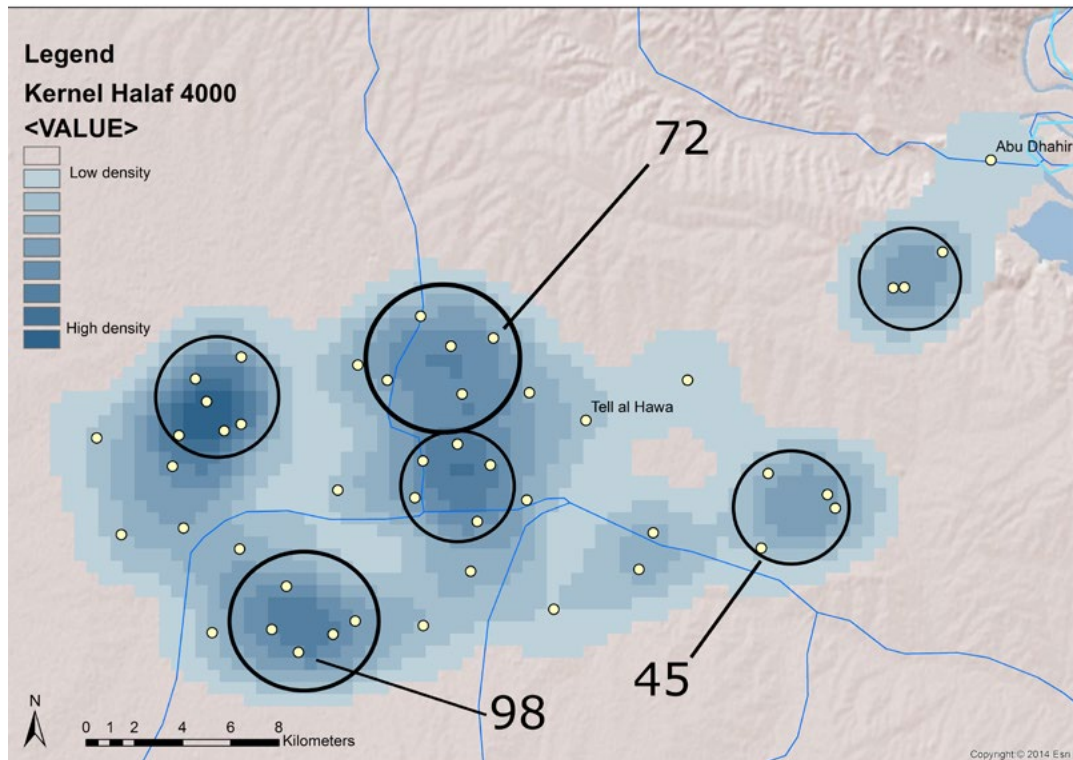 Legend
Kernel Halaf 4000
<VALUE>
Low density
High density
72
Abu Dhahir
Tell al Hawa
45
98
N
0 1 2 4 6 8
Kilometers
Copyright © 2014 Esri